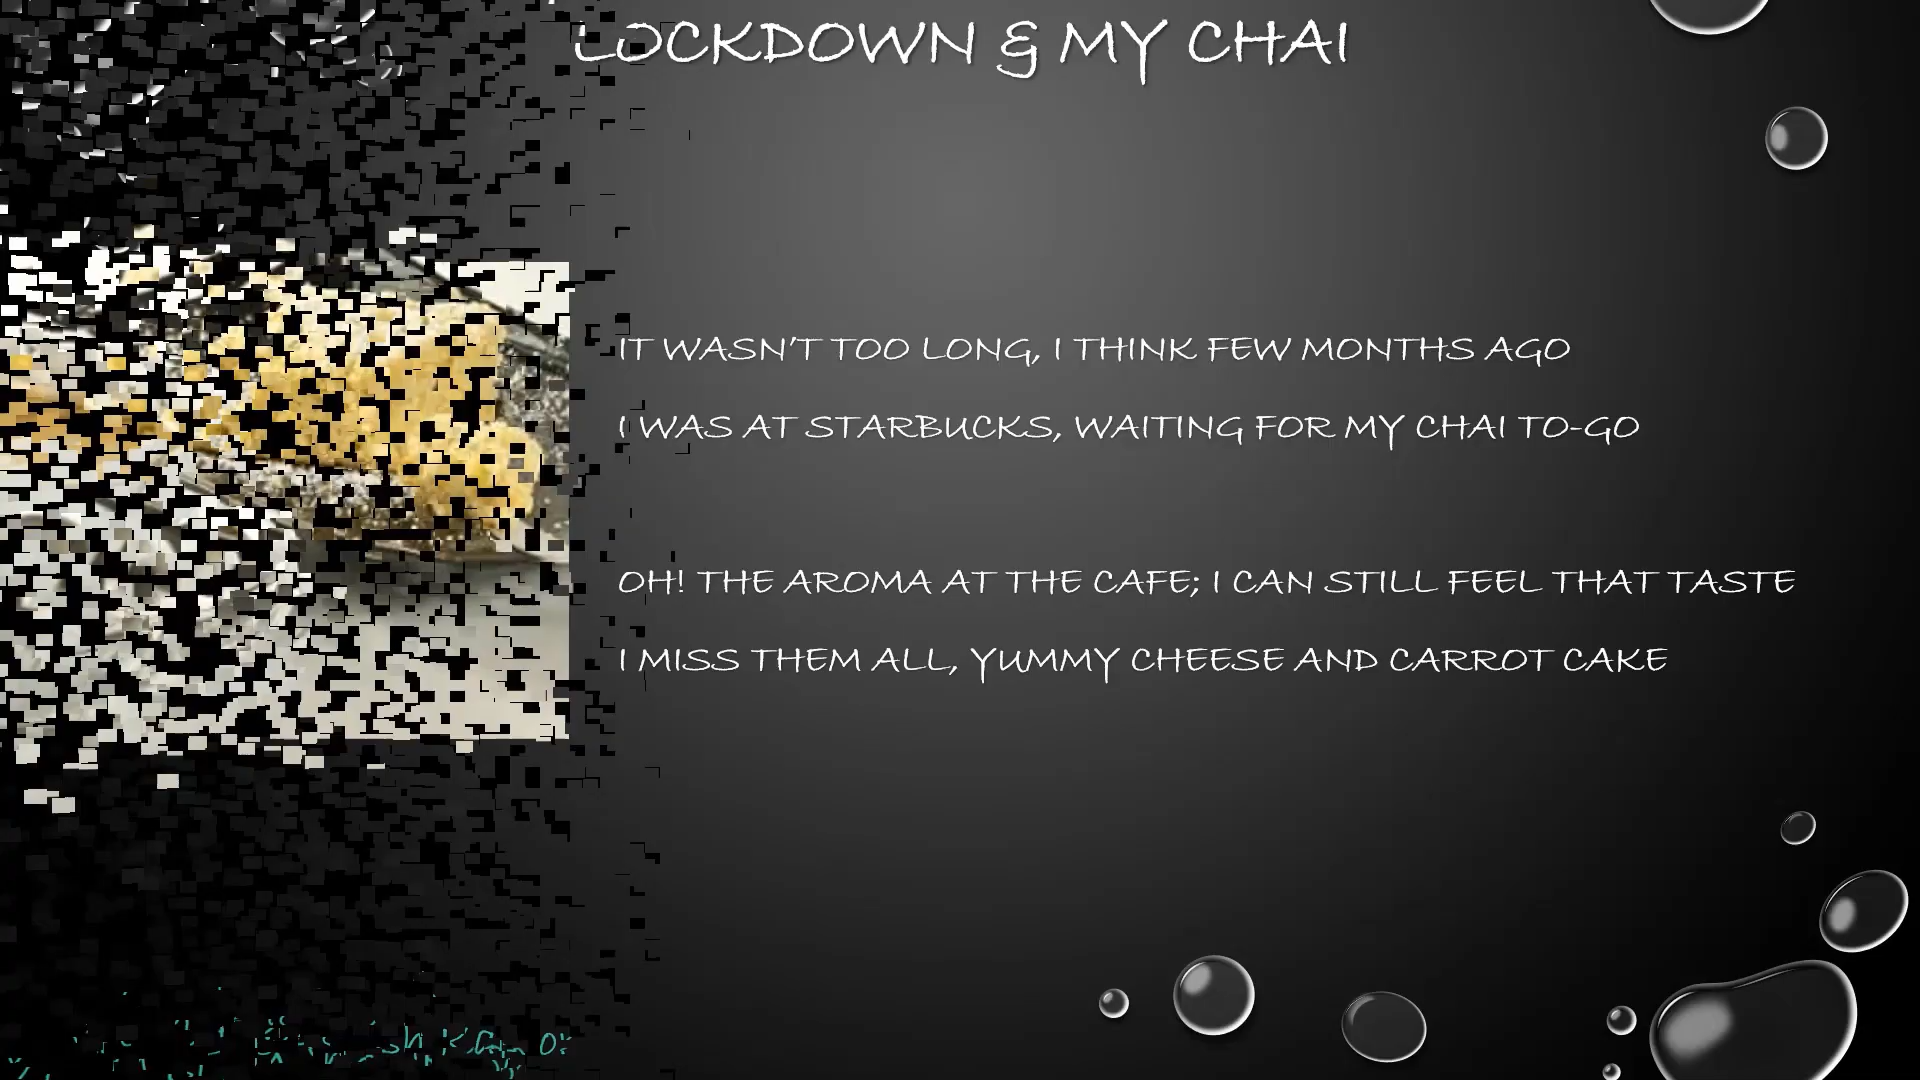 LOCKDOWN & MY CHAI
IT WASN'T TOO LONG, I THINK FEW MONTHS AGO
I WAS AT STARBUCKS, WAITING FOR MY CHAI TO-GO
OH! THE AROMA AT THE CAFE; I CAN STILL FEEL THAT TASTE
I MISS THEM ALL, YUMMY CHEESE AND CARROT CAKE